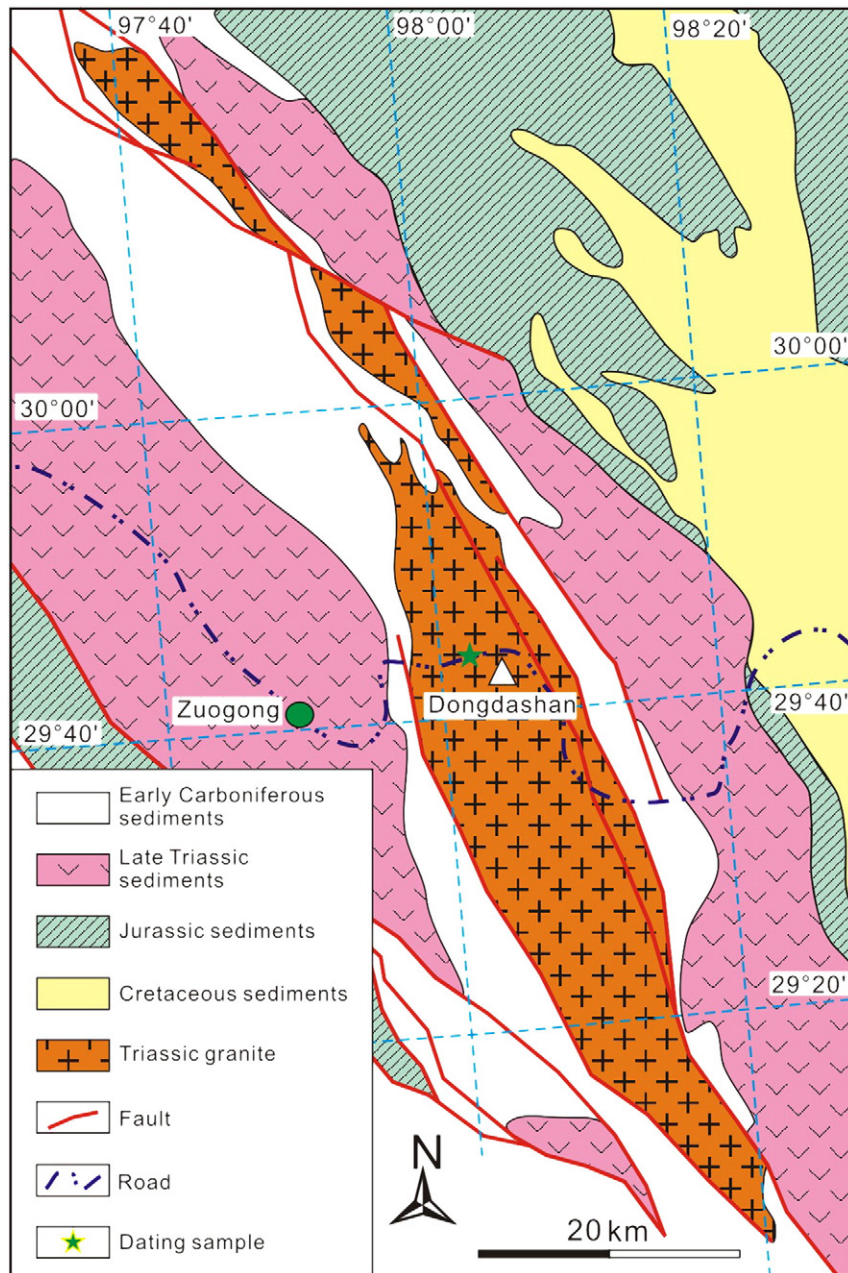 97°40'
98°00'
98°20'
30°00'
30°00'
Zuogong
Dongdashan
29°40'
29°40'
Early Carboniferous
sediments
Late Triassic
sediments
Jurassic sediments
Cretaceous sediments
29°20'
Triassic granite
Fault
Road
Dating sample
N
20 km